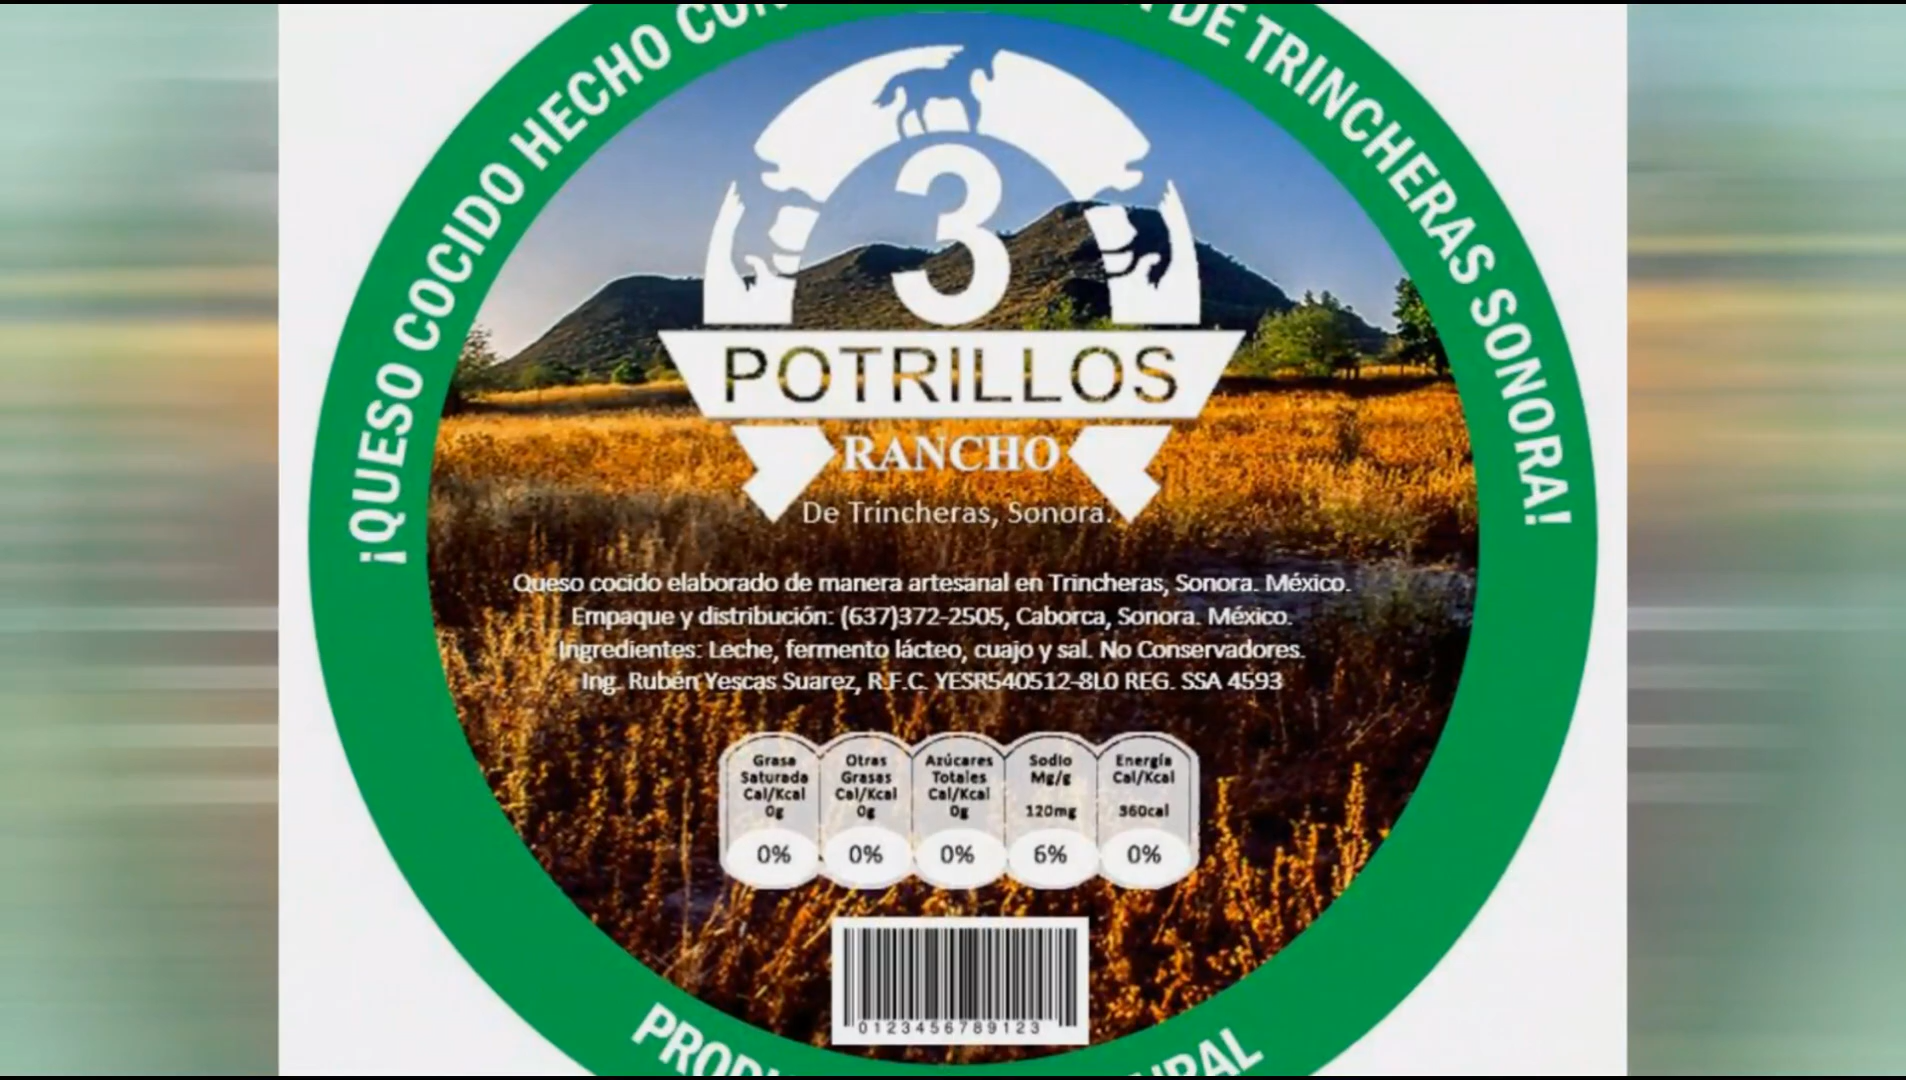 ¡QUESO COCIDO HECHO
DE TRINCHERAS SONORA!
3
POTRILLOS
RANCHO
De Trincheras, Sonora.
Queso cocido elaborado de manera artesanal en Trincheras, Sonora. México.
Empaque y distribución: (637)372-2505, Caborca, Sonora. México.
Ingredientes: Leche, fermento lácteo, cuajo y sal. No Conservadores.
Ing. Rubén Yescas Suarez, R.F.C. YESR540512-8L0 REG. SSA 4593
Grasa Saturada Cal/Kcal 0g 0%
Otras Grasas Cal/Kcal 0g 0%
Azúcares Totales Cal/Kcal 0g 0%
Sodio Mg/g 120mg 6%
Energía Cal/Kcal 360cal 0%
0123456789123